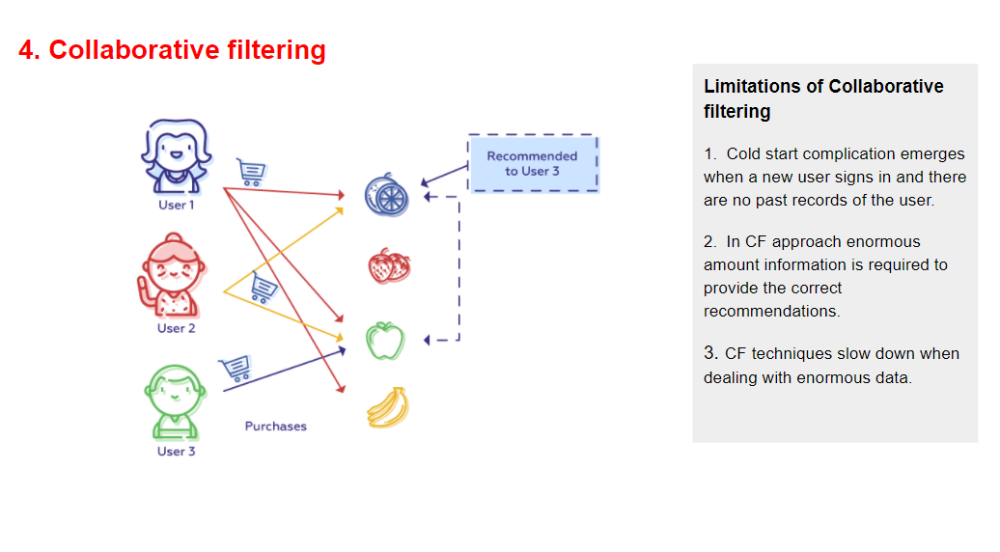 4. Collaborative filtering
User 1
User 2
User 3
Purchases
Recommended
to User 3
Limitations of Collaborative
filtering
1. Cold start complication emerges
when a new user signs in and there
are no past records of the user.
2. In CF approach enormous
amount information is required to
provide the correct
recommendations.
3. CF techniques slow down when
dealing with enormous data.